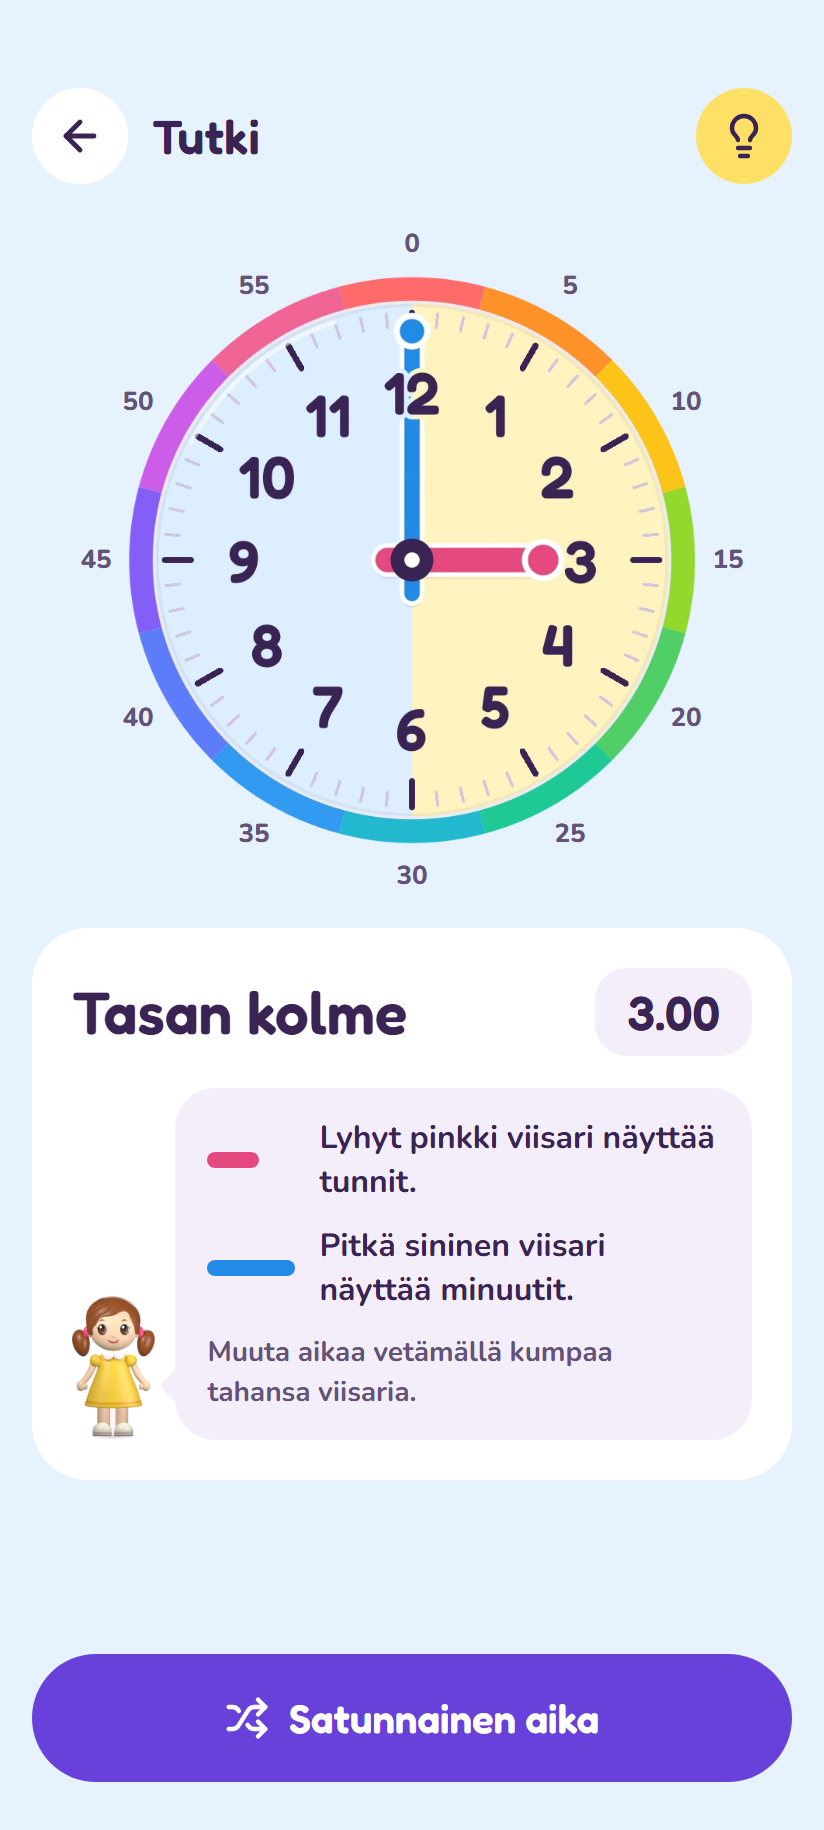 Tutki
0
55
5
50
10
45
15
40
20
35
25
30
12
11
1
10
2
9
3
8
4
7
5
6
Tasan kolme
3.00
Lyhyt pinkki viisari näyttää
tunnit.
Pitkä sininen viisari
näyttää minuutit.
Muuta aikaa vetämällä kumpaa
tahansa viisaria.
Satunnainen aika